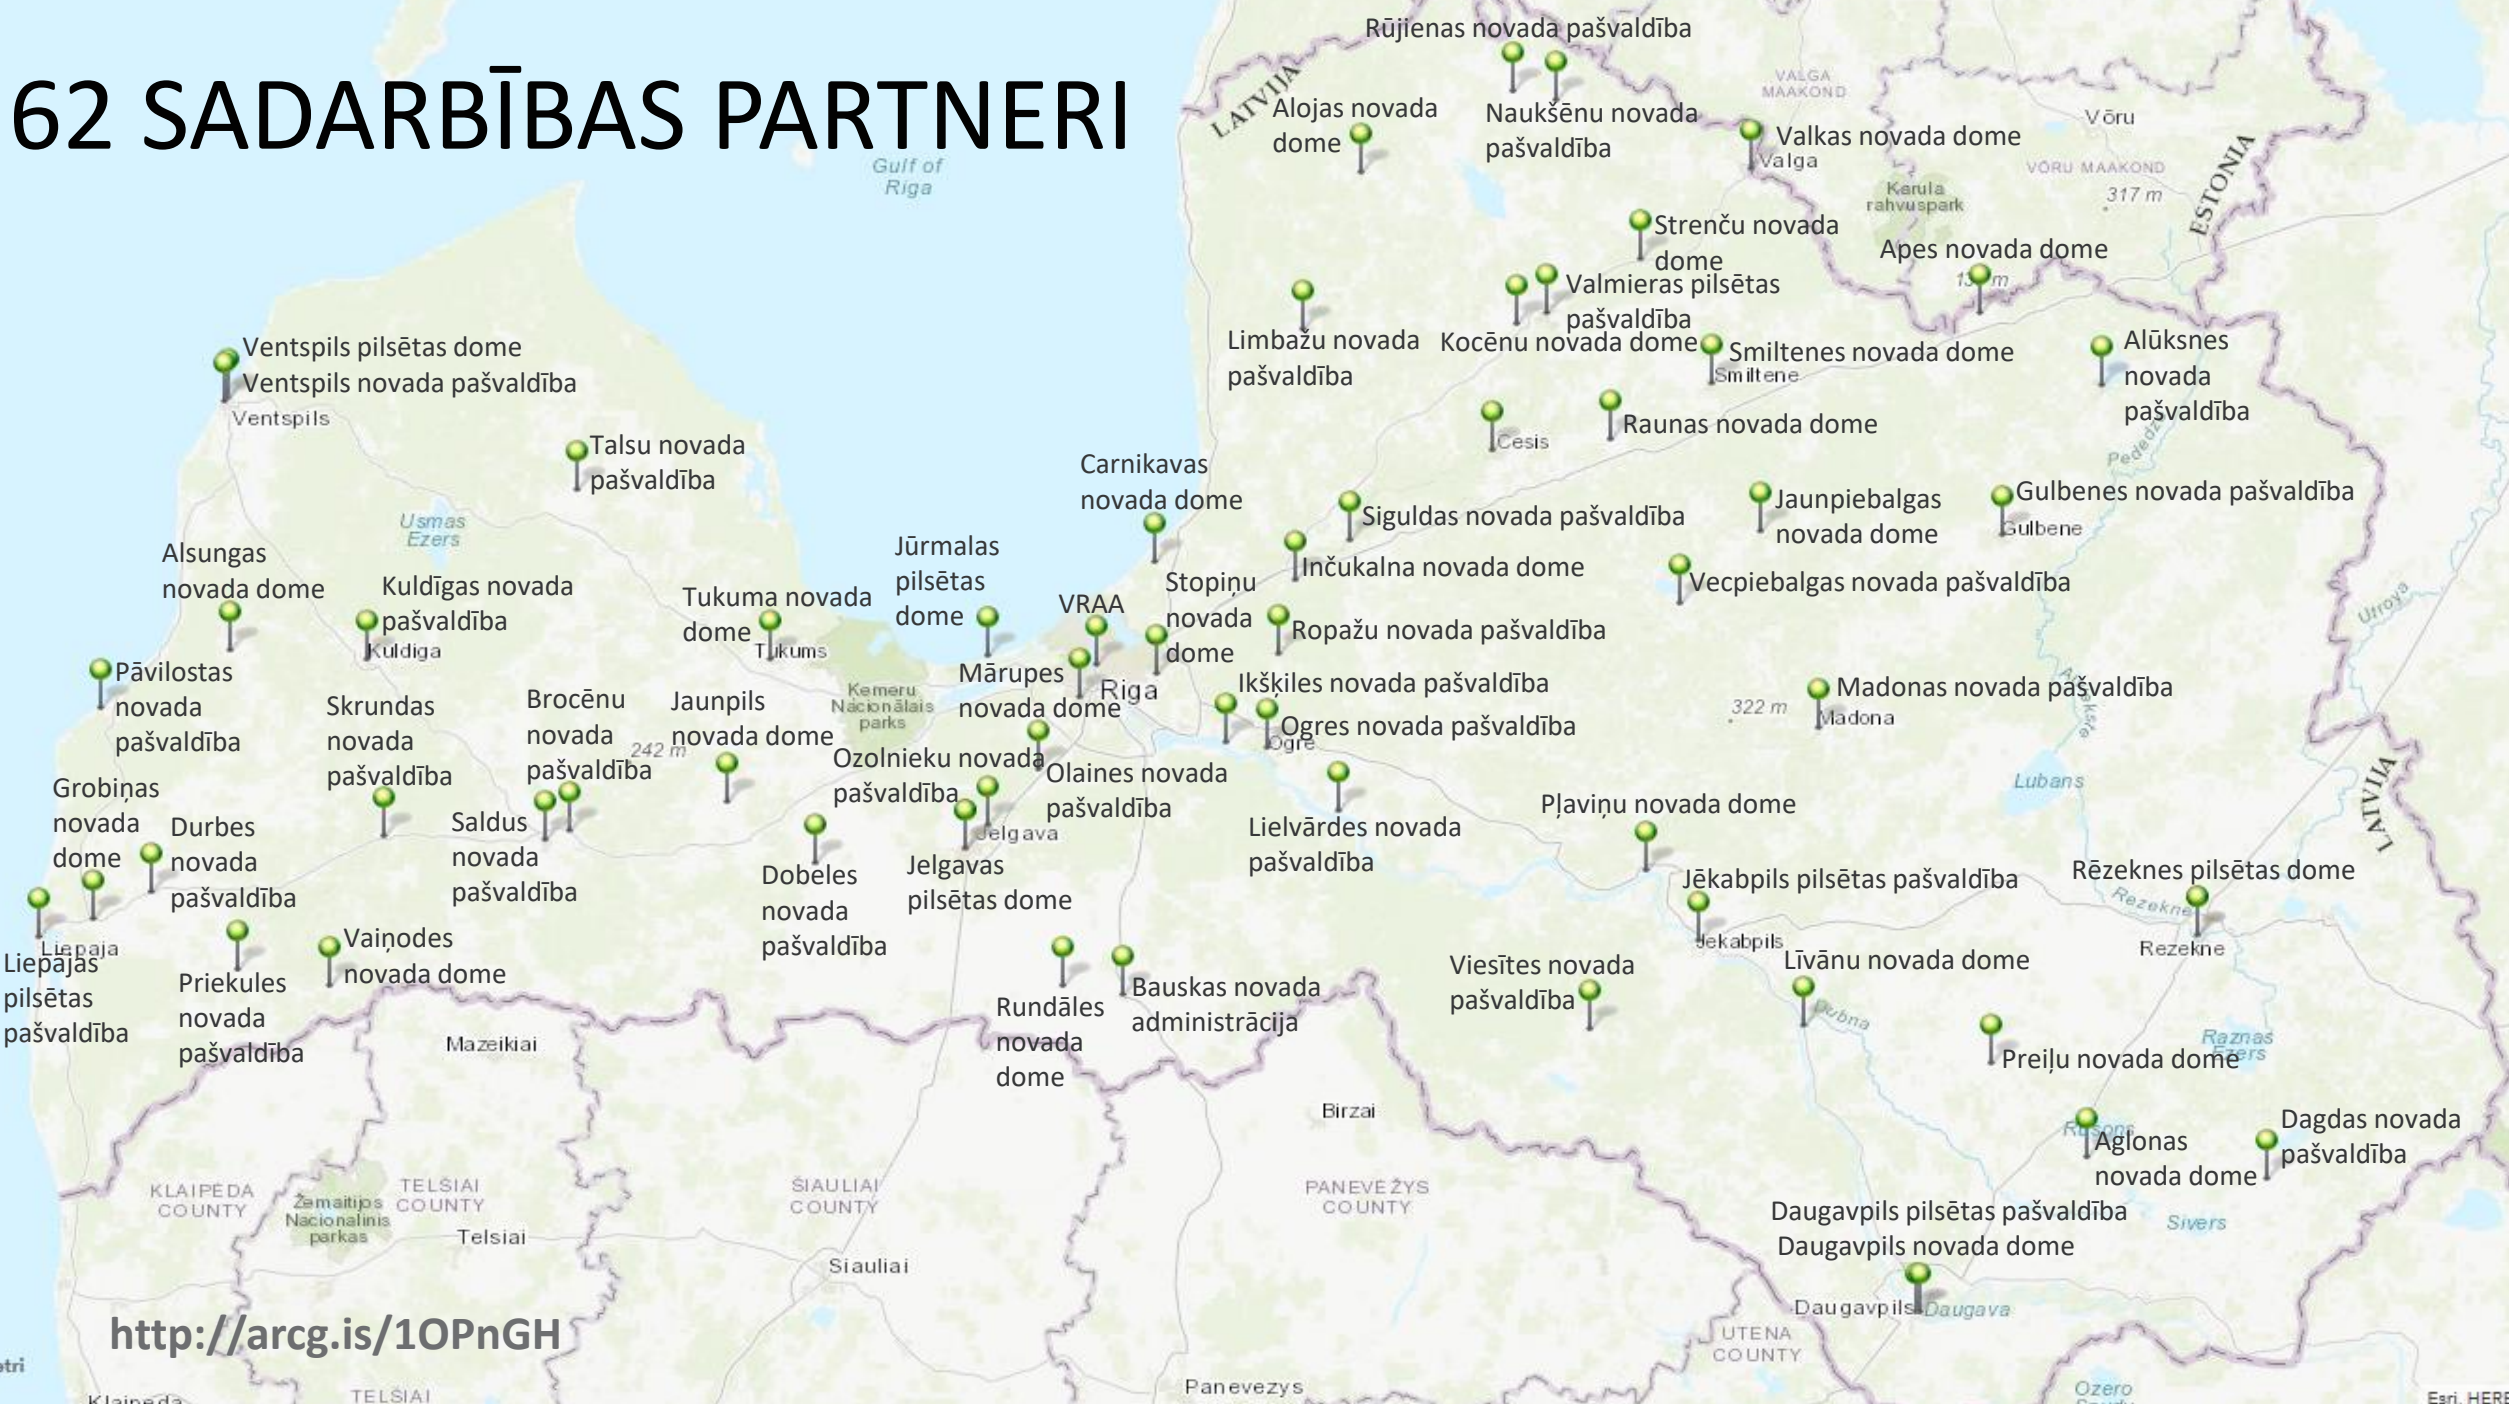 62 SADARBĪBAS PARTNERI
Rūjienas novada pašvaldība
Alojas novada
dome
Naukšēnu novada
pašvaldība
Valkas novada dome
Valga
VALGA
MAAKOND
Võru
VÕRU MAAKOND
317 m
LATVIJA
ESTONIA
Karula
rahvuspark
Gulf of
Riga
Strenču novada
dome
Apes novada dome
Valmieras pilsētas
pašvaldība
Limbažu novada
pašvaldība
Kocēnu novada dome
Smiltenes novada dome
Smiltene
Alūksnes
novada
pašvaldība
Ventspils pilsētas dome
Ventspils novada pašvaldība
Ventspils
Raunas novada dome
Cesis
Pededze
Talsu novada
pašvaldība
Carnikavas
novada dome
Siguldas novada pašvaldība
Jaunpiebalgas
novada dome
Gulbenes novada pašvaldība
Gulbene
Usmas
Ezers
Alsungas
novada dome
Kuldīgas novada
pašvaldība
Kuldiga
Tukuma novada
dome
Tukums
Jūrmalas
pilsētas
dome
VRAA
Stopiņu
novada
dome
Inčukalna novada dome
Vecpiebalgas novada pašvaldība
Ropažu novada pašvaldība
Utroya
Pāvilostas
novada
pašvaldība
Skrundas
novada
pašvaldība
Brocēnu
novada
pašvaldība
242 m
Jaunpils
novada dome
Kemeru
Nacionālais
parks
Mārupes
novada dome
Riga
Ikšķiles novada pašvaldība
Ogres novada pašvaldība
Ogre
322 m
Madonas novada pašvaldība
Madona
Grobiņas
novada
dome
Durbes
novada
pašvaldība
Saldus
novada
pašvaldība
Ozolnieku novada
pašvaldība
Olaines novada
pašvaldība
Jelgava
Dobeles
novada
pašvaldība
Jelgavas
pilsētas dome
Lielvārdes novada
pašvaldība
Pļaviņu novada dome
Lubans
LATVIJA
Jēkabpils pilsētas pašvaldība
Jekabpils
Rēzeknes pilsētas dome
Rezekne
Rezekne
Liepaja
Liepājas
pilsētas
pašvaldība
Priekules
novada
pašvaldība
Vaiņodes
novada dome
Rundāles
novada
dome
Bauskas novada
administrācija
Viesītes novada
pašvaldība
Līvānu novada dome
Dubna
Preiļu novada dome
Raznas
Ezers
Mazeikiai
Birzai
Aglonas
novada dome
Dagdas novada
pašvaldība
KLAIPEDA
COUNTY
Žemaitijos
Nacionalinis
parkas
TELSIAI
COUNTY
Telsiai
SIAULIAI
COUNTY
Siauliai
PANEVEŽYS
COUNTY
Daugavpils pilsētas pašvaldība
Daugavpils novada dome
Sivers
Daugavpils
Daugava
UTENA
COUNTY
http://arcg.is/1OPnGH
TELSIAI
Panevezys
Ozero
Esri, HERE